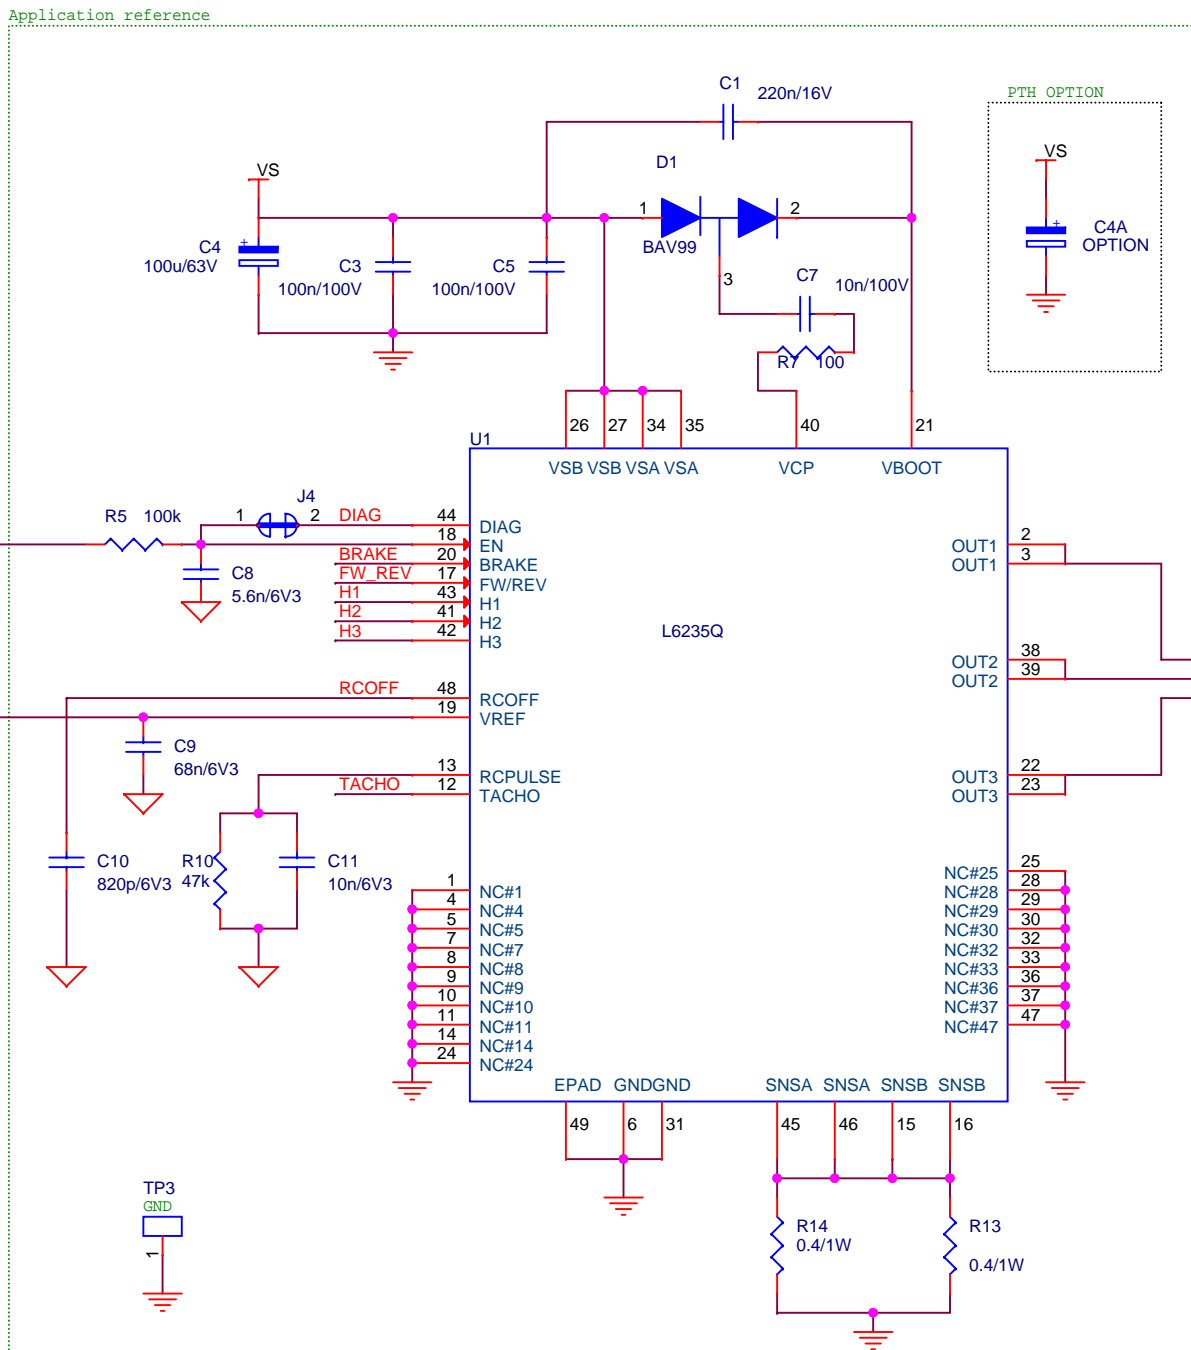 Application reference
C1
220n/16V
PTH OPTION
VS
C4A
OPTION
D1
VS
1
2
BAV99
3
+
C4
100u/63V
C3
100n/100V
C5
100n/100V
+
C7
10n/100V
R7 100
26 27 34 35 40 21
U1
VSB VSB VSA VSA VCP VBOOT
R5 100k
1 J4 2
DIAG 44 DIAG
18 EN
BRAKE 20 BRAKE
FW_REV 17 FW/REV
H1 43 H1
H2 41 H2
H3 42 H3
C8
5.6n/6V3
L6235Q
OUT1 2
OUT1 3
OUT2 38
OUT2 39
RCOFF 48 RCOFF
19 VREF
C9
68n/6V3
13 RCPULSE
TACHO 12 TACHO
OUT3 22
OUT3 23
C10
820p/6V3
R10
47k
C11
10n/6V3
1 NC#1
4 NC#4
5 NC#5
7 NC#7
8 NC#8
9 NC#9
10 NC#10
11 NC#11
14 NC#14
24 NC#24
NC#25 25
NC#28 28
NC#29 29
NC#30 30
NC#32 32
NC#33 33
NC#36 36
NC#37 37
NC#47 47
EPAD GND GND SNSA SNSA SNSB SNSB
49 6 31 45 46 15 16
TP3
GND
1
R14
0.4/1W
R13
0.4/1W